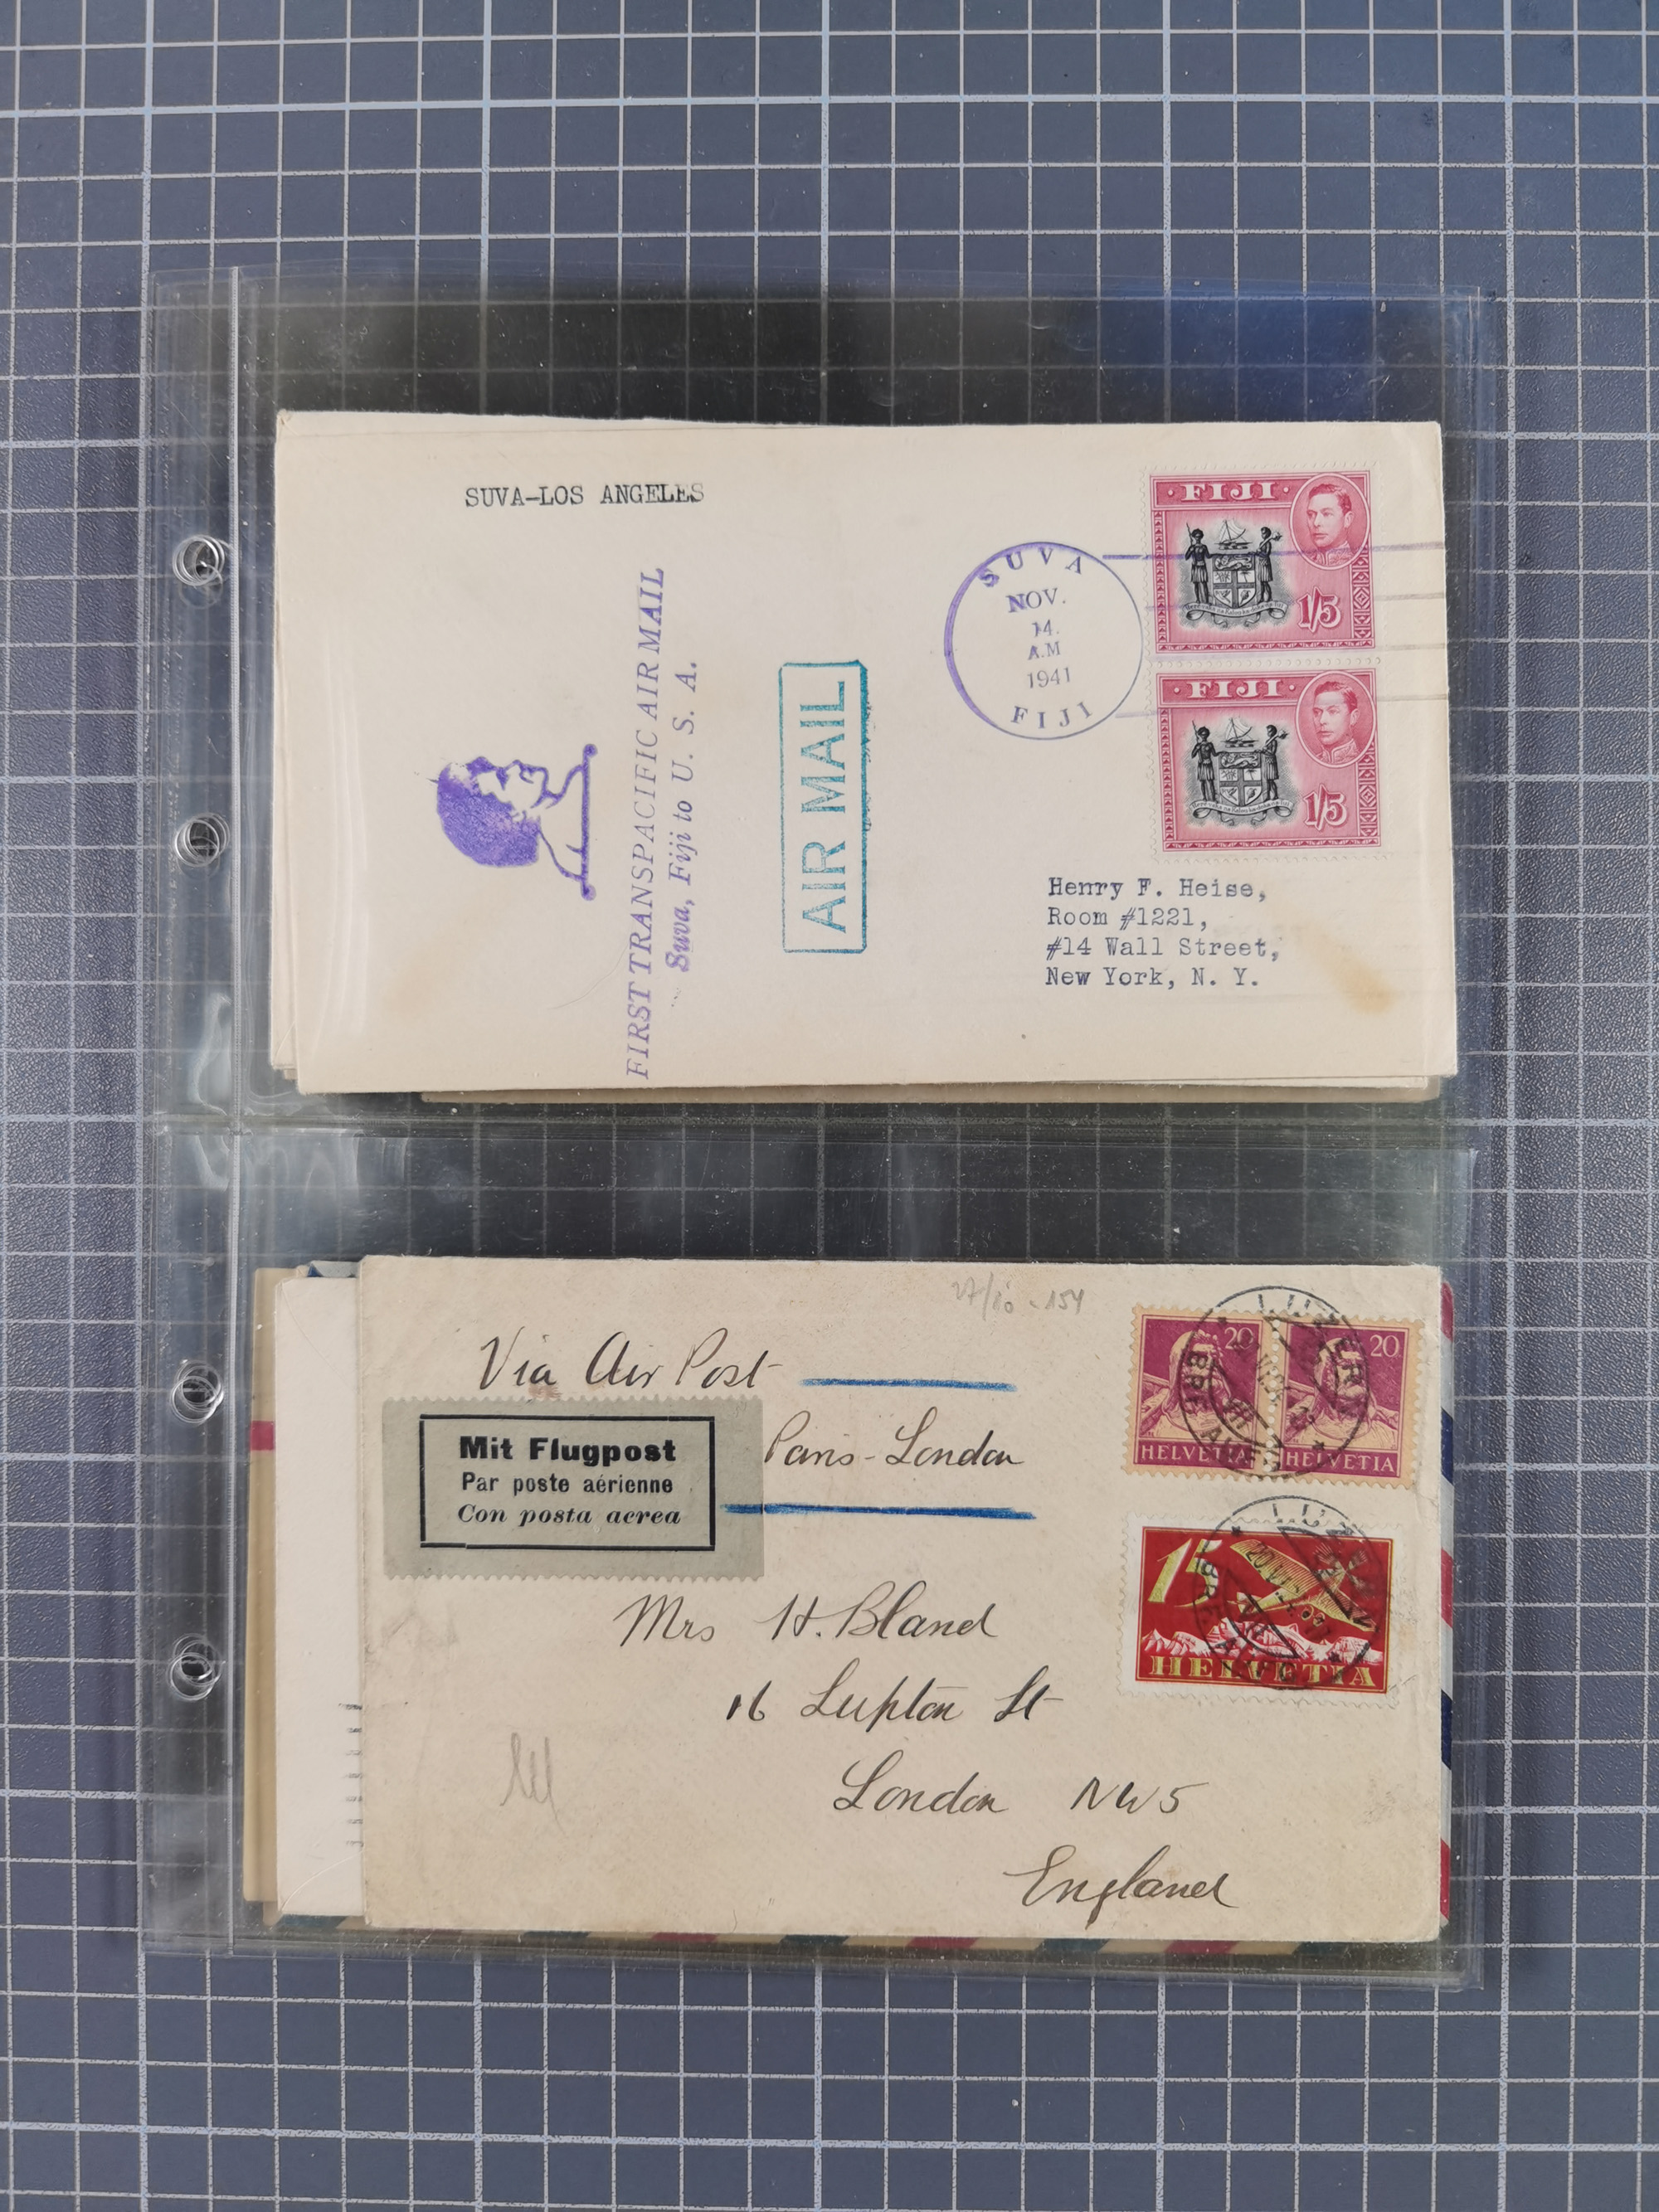 SUVA-LOS ANGELES
FIRST TRANSPACIFIC AIR MAIL
Suva, Fiji to U. S. A.
AIR MAIL
SUVA
NOV.
14.
A.M
1941
FIJI
· FIJI ·
1/5
· FIJI ·
1/5
Henry F. Heise,
Room #1221,
#14 Wall Street,
New York, N. Y.
Via Air Post
Paris - London
Mit Flugpost
Par poste aérienne
Con posta aerea
20
HELVETIA
20
HELVETIA
15
HELVETIA
Mrs H. Bland
16 Lupton St
London NW5
England